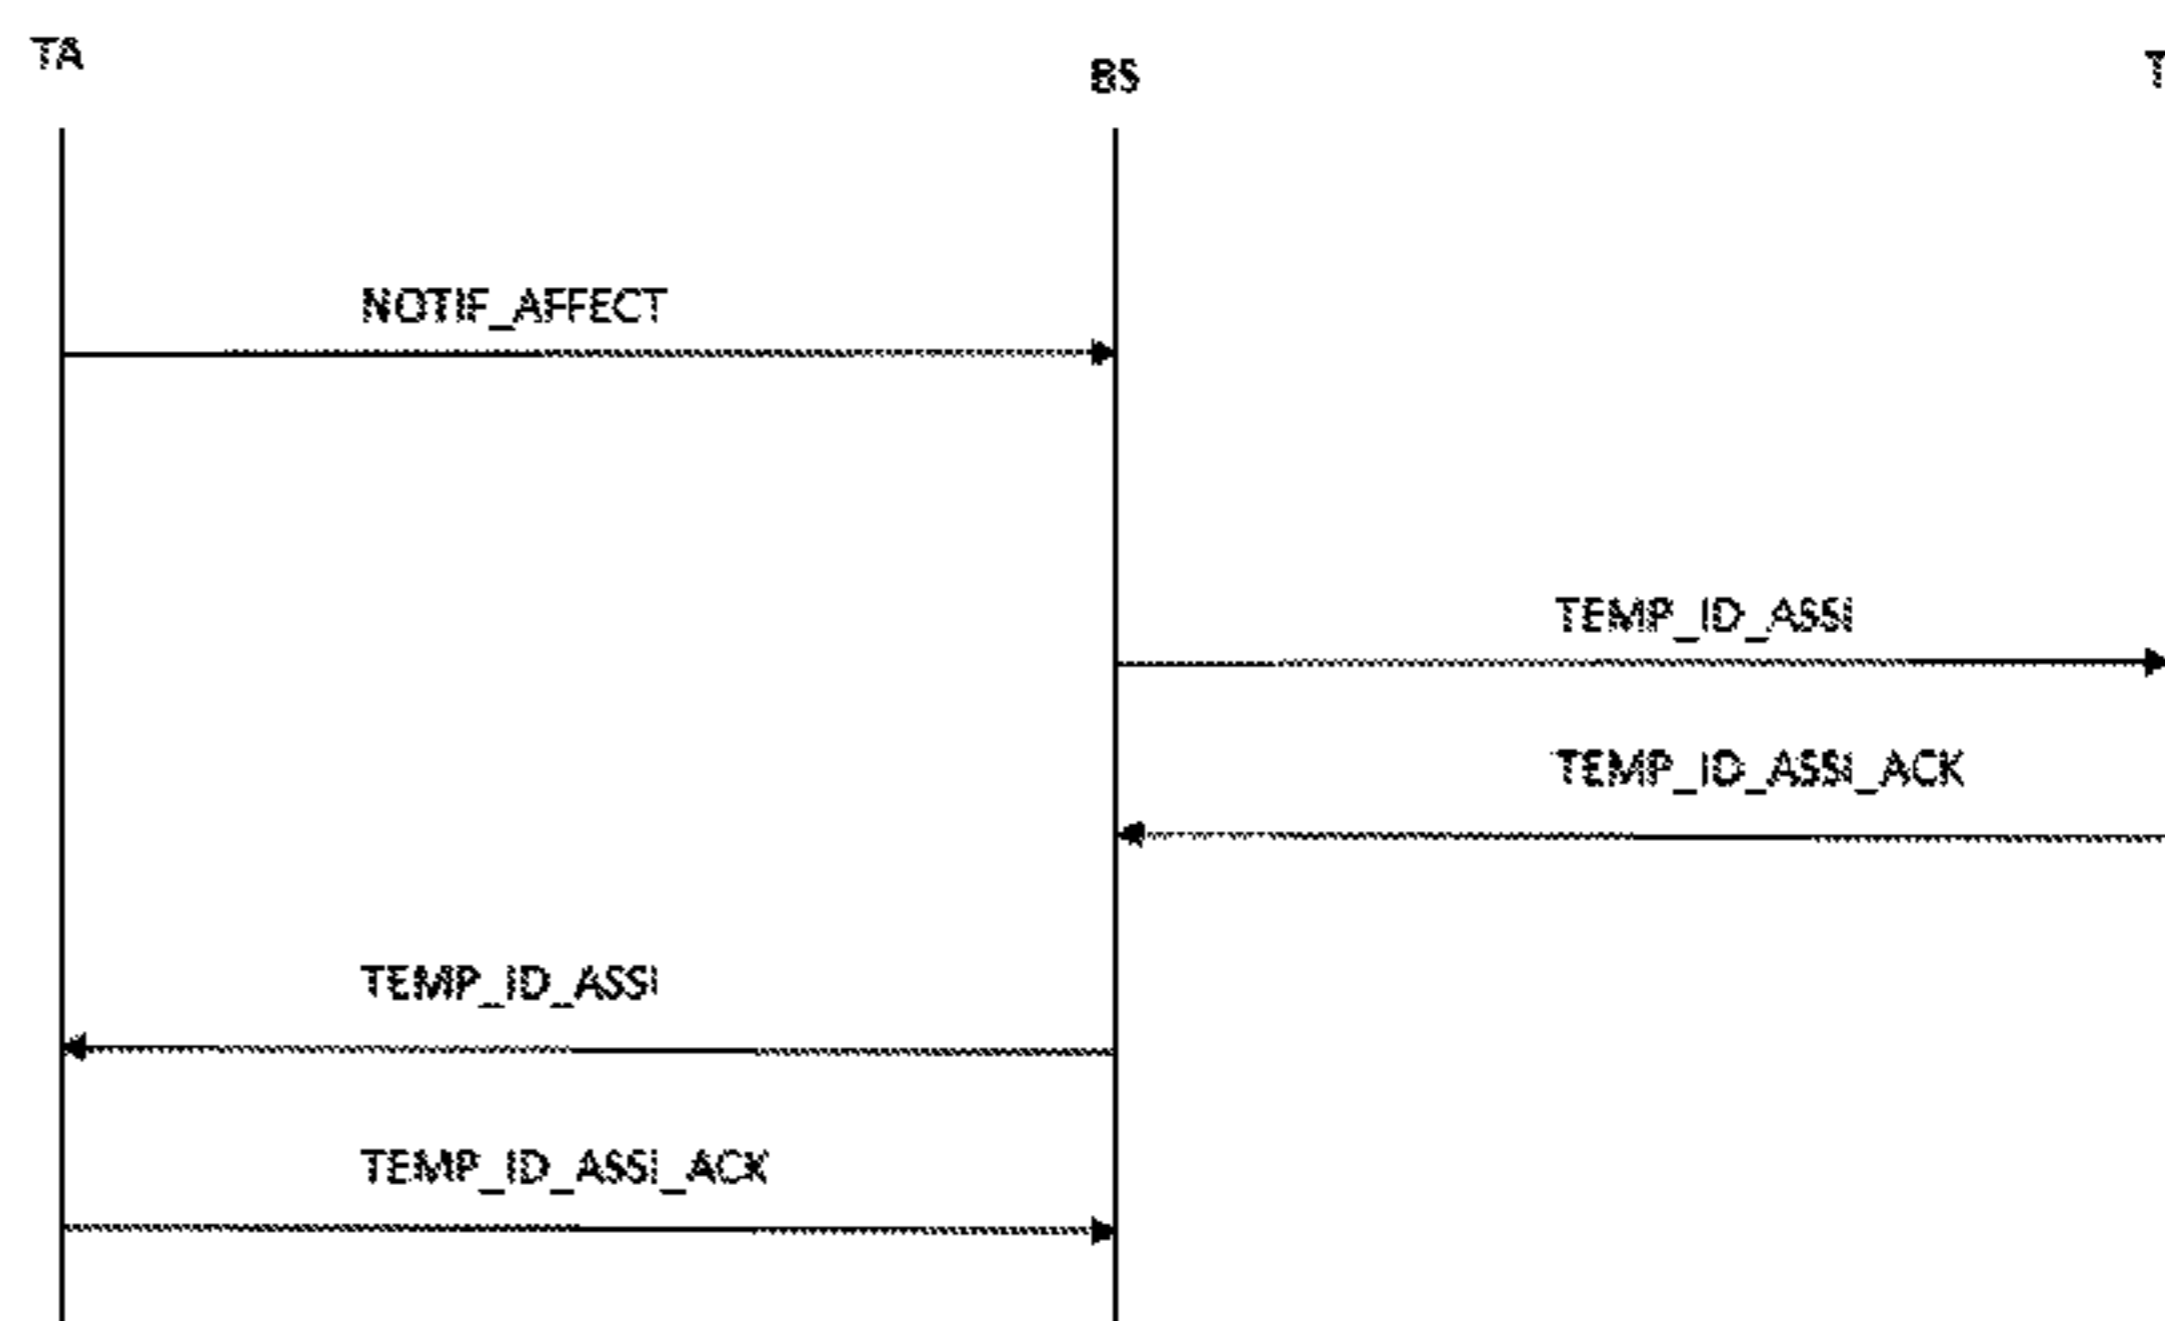 TA
BS
NOTIF_AFFECT
TEMP_ID_ASSI
TEMP_ID_ASSI_ACK
TEMP_ID_ASSI
TEMP_ID_ASSI_ACK